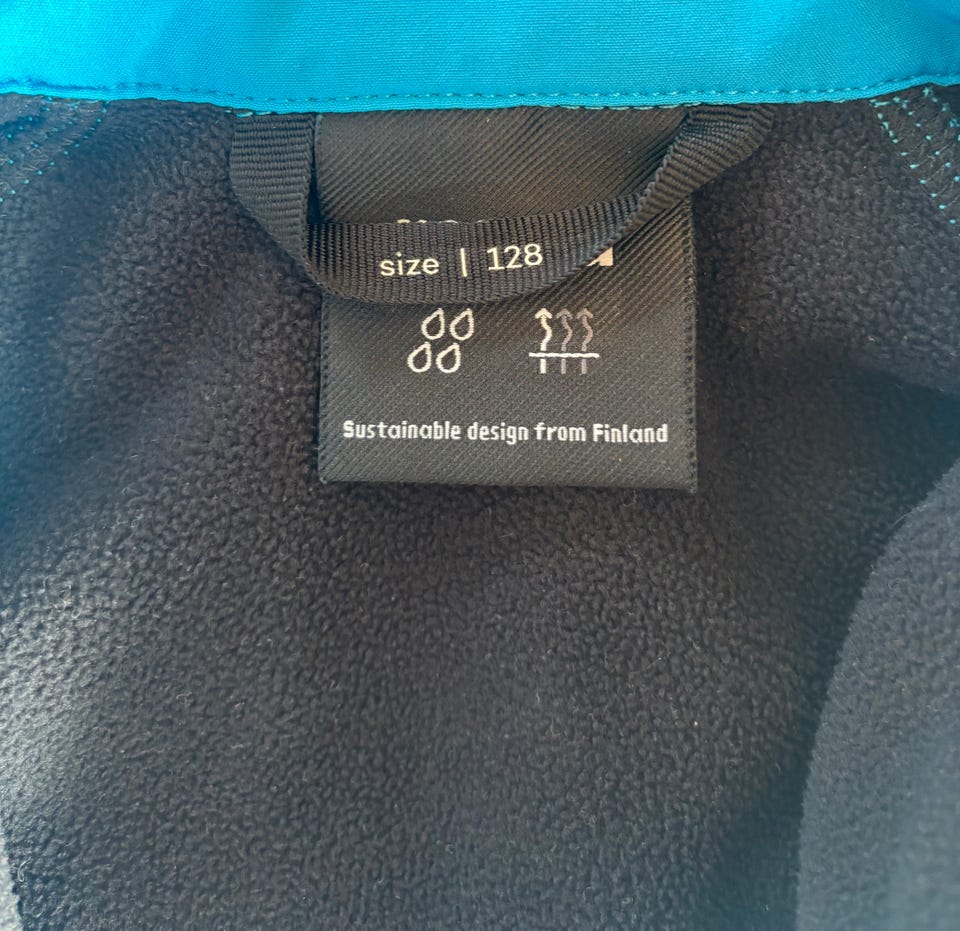 size | 128
Sustainable design from Finland